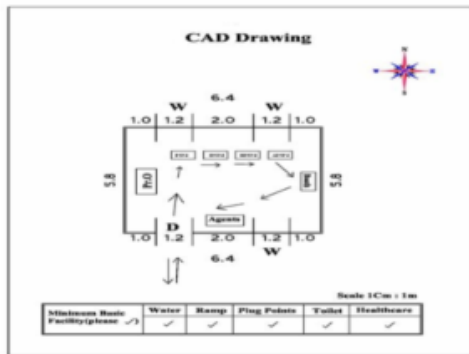 CAD Drawing
N
W
E
S
6.4
W W
1.0 1.2 2.0 1.2 1.0
5.8
Pr.O
5.8
Agents
D
1.0 1.2 2.0 1.2 1.0
6.4
W
Scale 1Cm : 1m
Minimum Basic Facility(please ✓) Water Ramp Plug Points Toilet Healthcare
✓ ✓ ✓ ✓ ✓